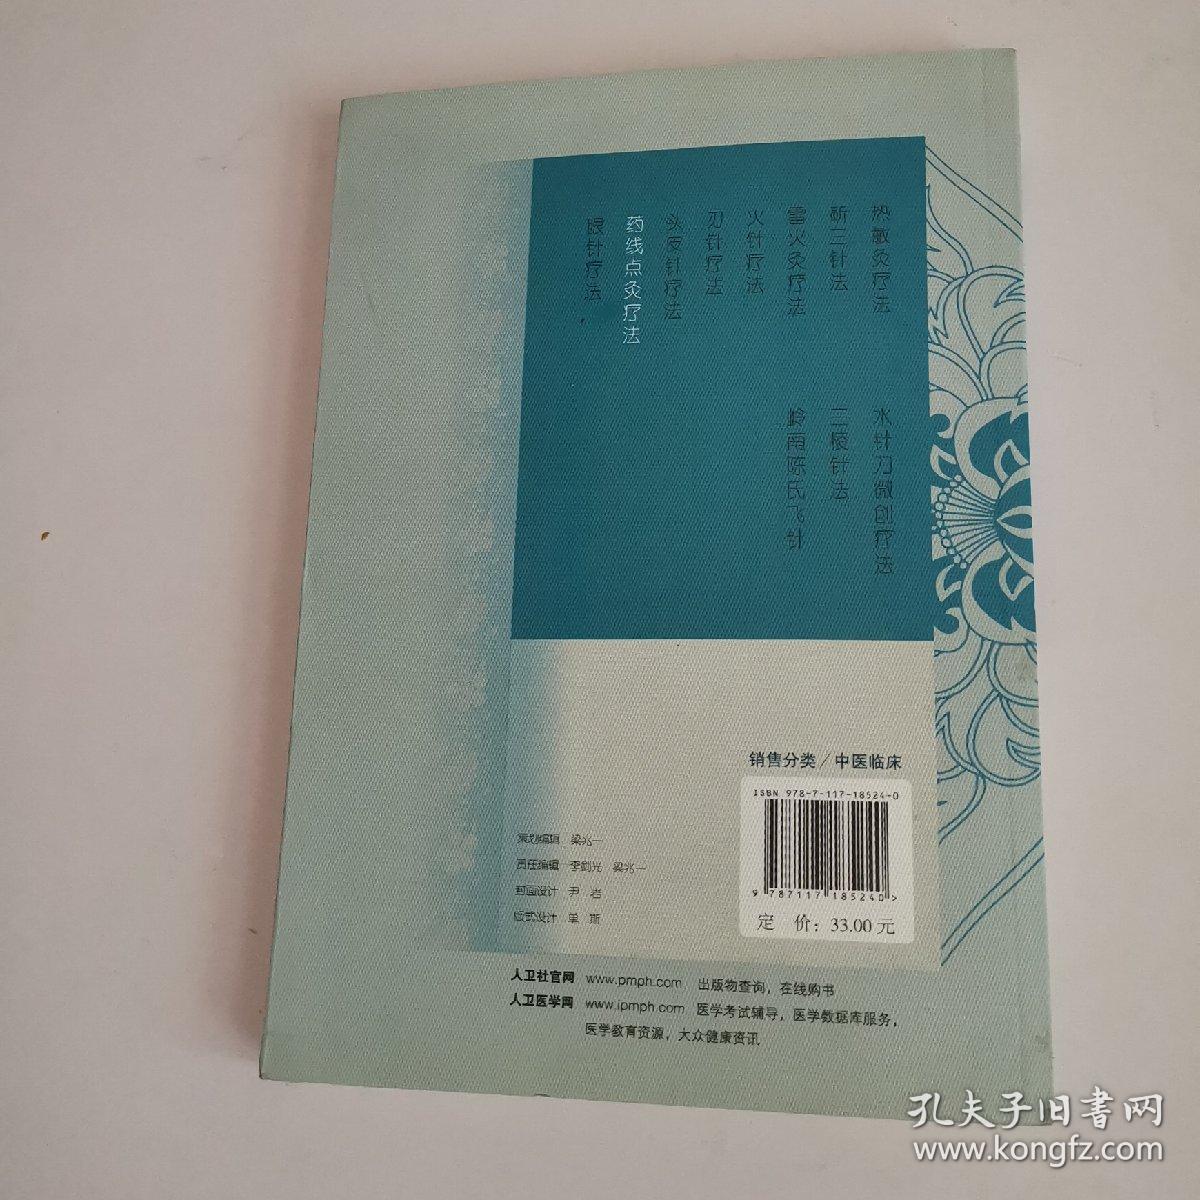 热敏灸疗法
靳三针法
雷火灸疗法
火针疗法
刃针疗法
头皮针疗法
药线点灸疗法
眼针疗法
水针刀微创疗法
三棱针法
岭南陈氏飞针
销售分类/中医临床
ISBN 978-7-117-18524-0
9 787117 185240 >
定 价：33.00 元
策划编辑 梁兆一
责任编辑 李剑光 梁兆一
封面设计 尹 岩
版式设计 单 斯
人卫社官网 www.pmph.com 出版物查询，在线购书
人卫医学网 www.ipmph.com 医学考试辅导，医学数据库服务，
医学教育资源，大众健康资讯
孔夫子旧书网
www.kongfz.com